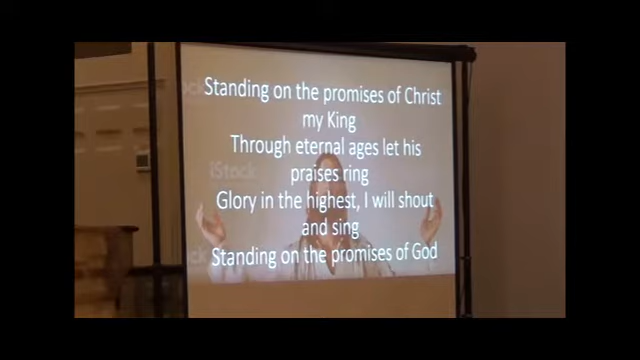 Standing on the promises of Christ
my King
Through eternal ages let his
praises ring
Glory in the highest, I will shout
and sing
Standing on the promises of God
iStock